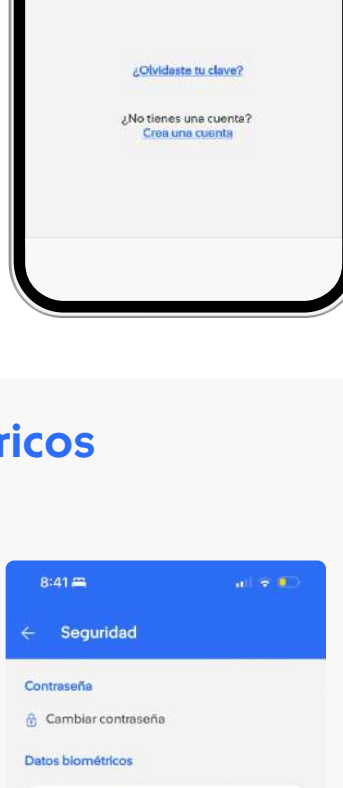 ¿Olvidaste tu clave?
¿No tienes una cuenta?
Crea una cuenta
ricos
8:41
Seguridad
Contraseña
Cambiar contraseña
Datos biométricos